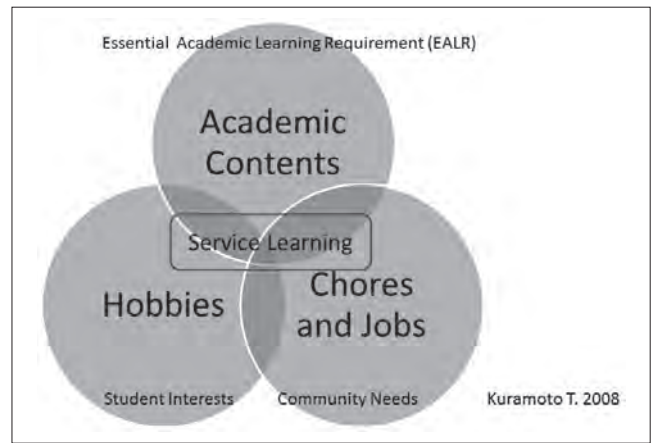 Essential Academic Learning Requirement (EALR)
Academic
Contents
Service Learning
Hobbies
Chores
and Jobs
Student Interests
Community Needs
Kuramoto T. 2008